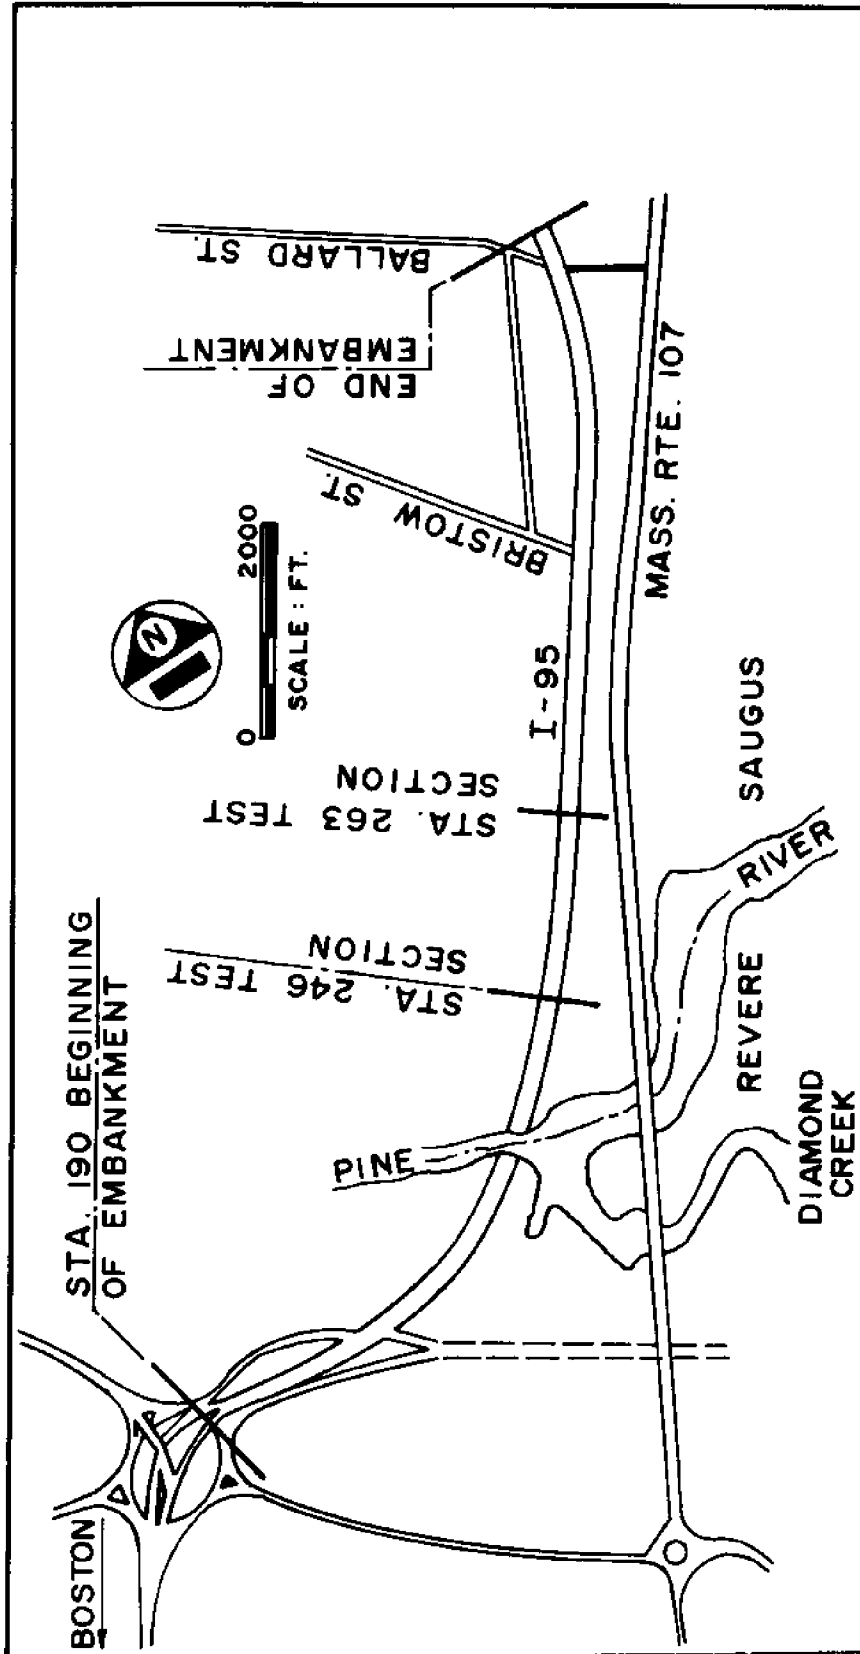 STA. 190 BEGINNING
OF EMBANKMENT
BOSTON
PINE
STA. 246 TEST
SECTION
STA. 263 TEST
SECTION
N
0 2000
SCALE : FT.
I-95
BRISTOW ST.
END OF
EMBANKMENT
BALLARD ST.
MASS. RTE. 107
SAUGUS
RIVER
REVERE
DIAMOND
CREEK